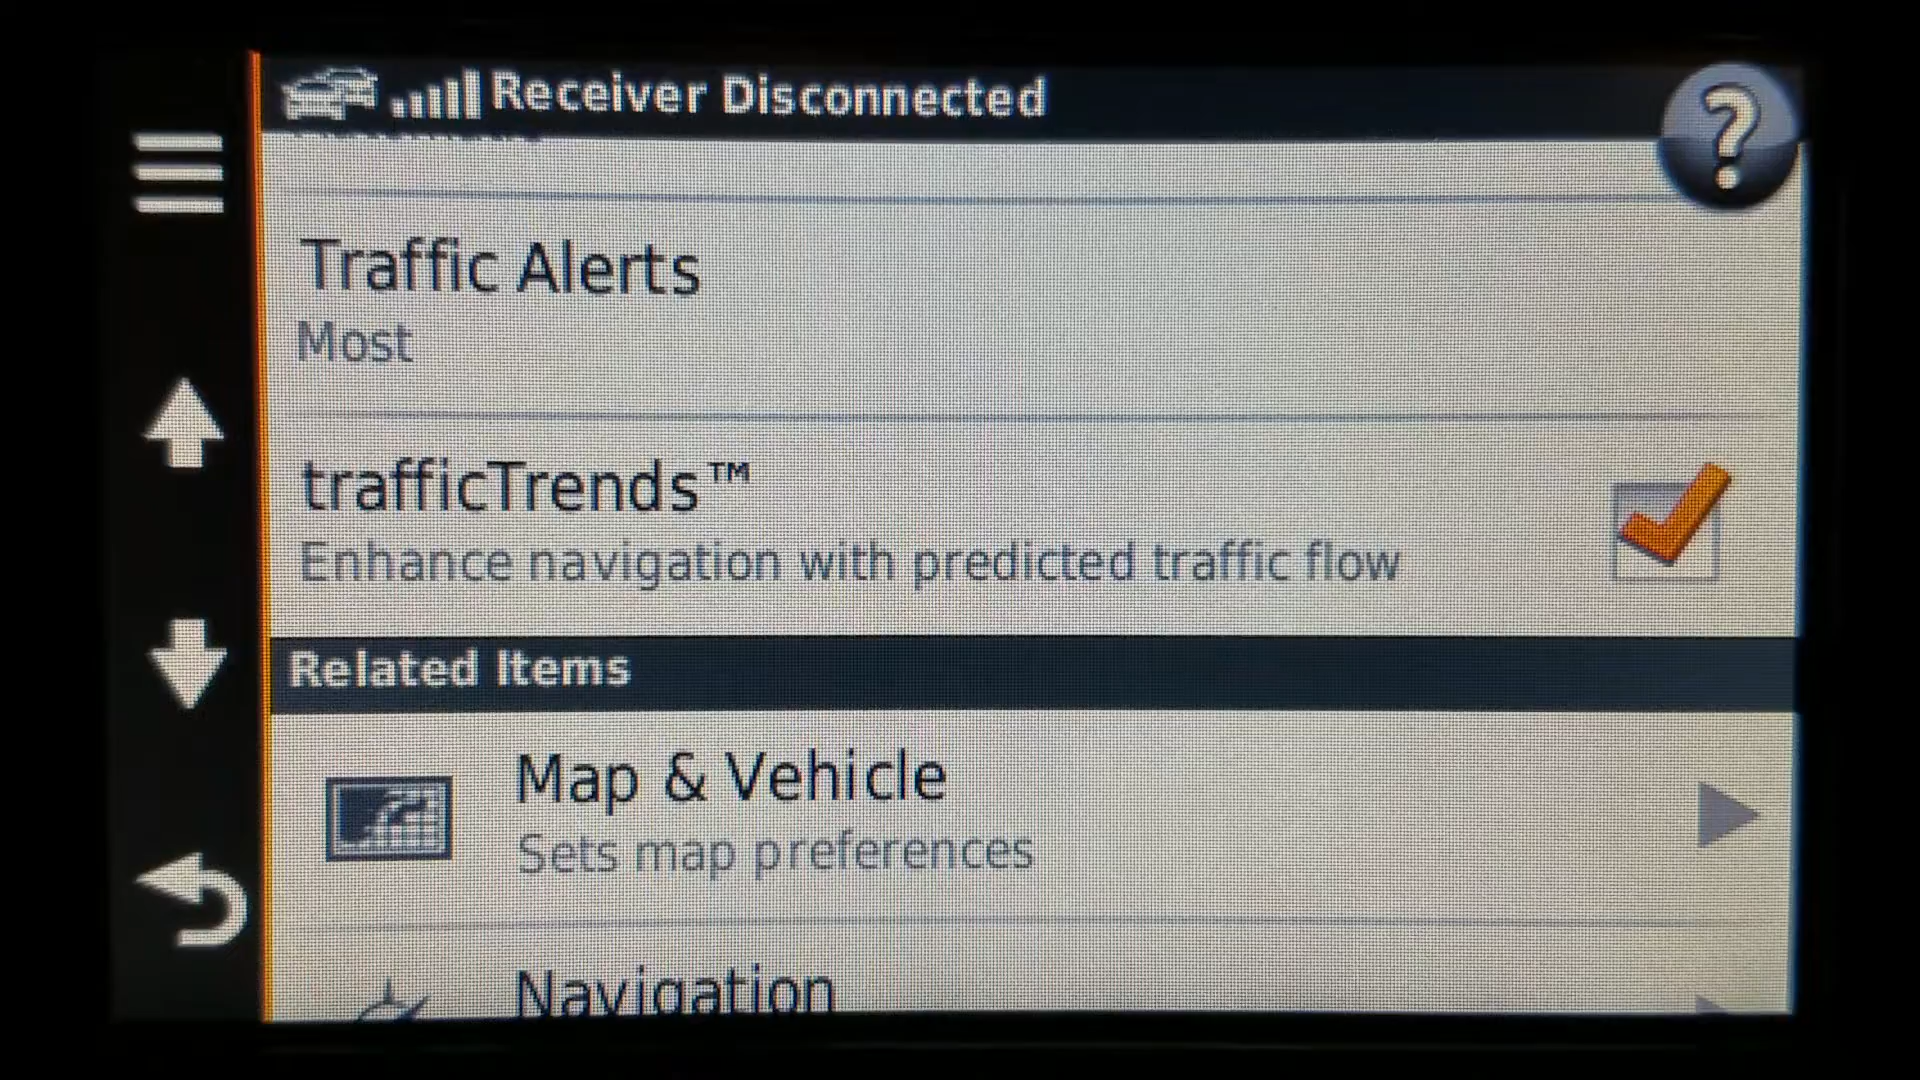 Receiver Disconnected
?
Traffic Alerts
Most
trafficTrends™
Enhance navigation with predicted traffic flow
Related Items
Map & Vehicle
Sets map preferences
Navigation